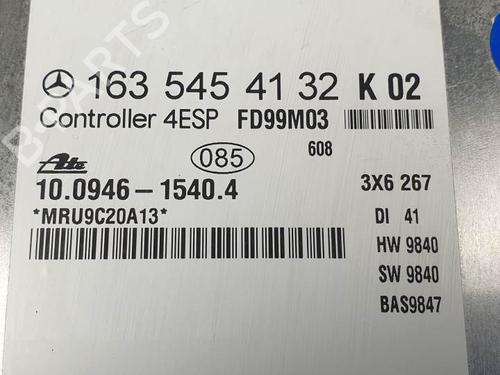 163 545 41 32 K 02
Controller 4ESP FD99M03
608
085
Ate
10.0946-1540.4
3X6 267
*MRU9C20A13*
DI 41
HW 9840
SW 9840
BAS9847
B-PARTS